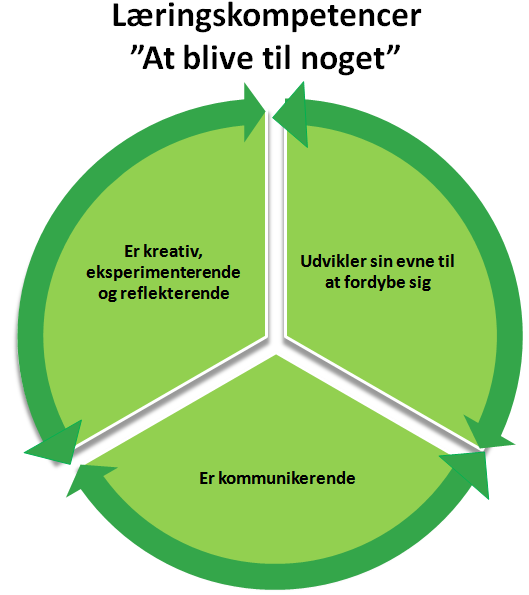 Læringskompetencer
”At blive til noget”
Er kreativ,
eksperimenterende
og reflekterende
Udvikler sin evne til
at fordybe sig
Er kommunikerende